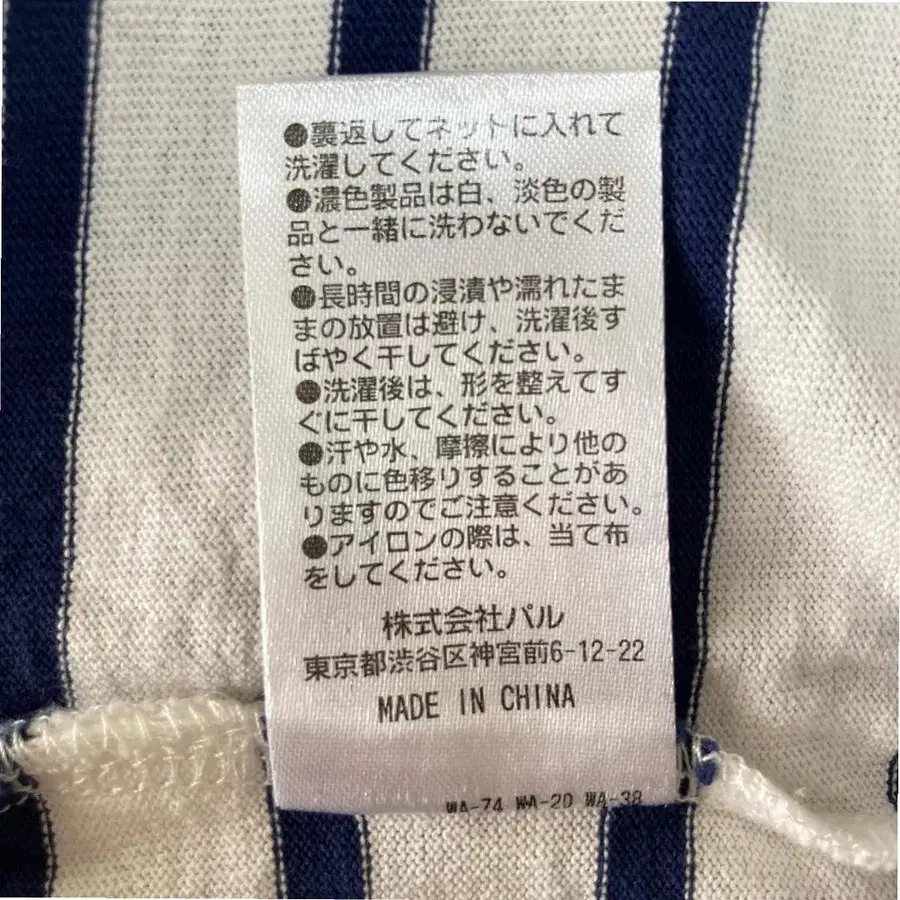 ●裏返してネットに入れて
洗濯してください。
●濃色製品は白、淡色の製
品と一緒に洗わないでくだ
さい。
●長時間の浸漬や濡れたま
まの放置は避け、洗濯後す
ばやく干してください。
●洗濯後は、形を整えてす
ぐに干してください。
●汗や水、摩擦により他の
ものに色移りすることがあ
りますのでご注意ください。
●アイロンの際は、当て布
をしてください。
株式会社パル
東京都渋谷区神宮前6-12-22
MADE IN CHINA
WA-74 WA-20 WA-38